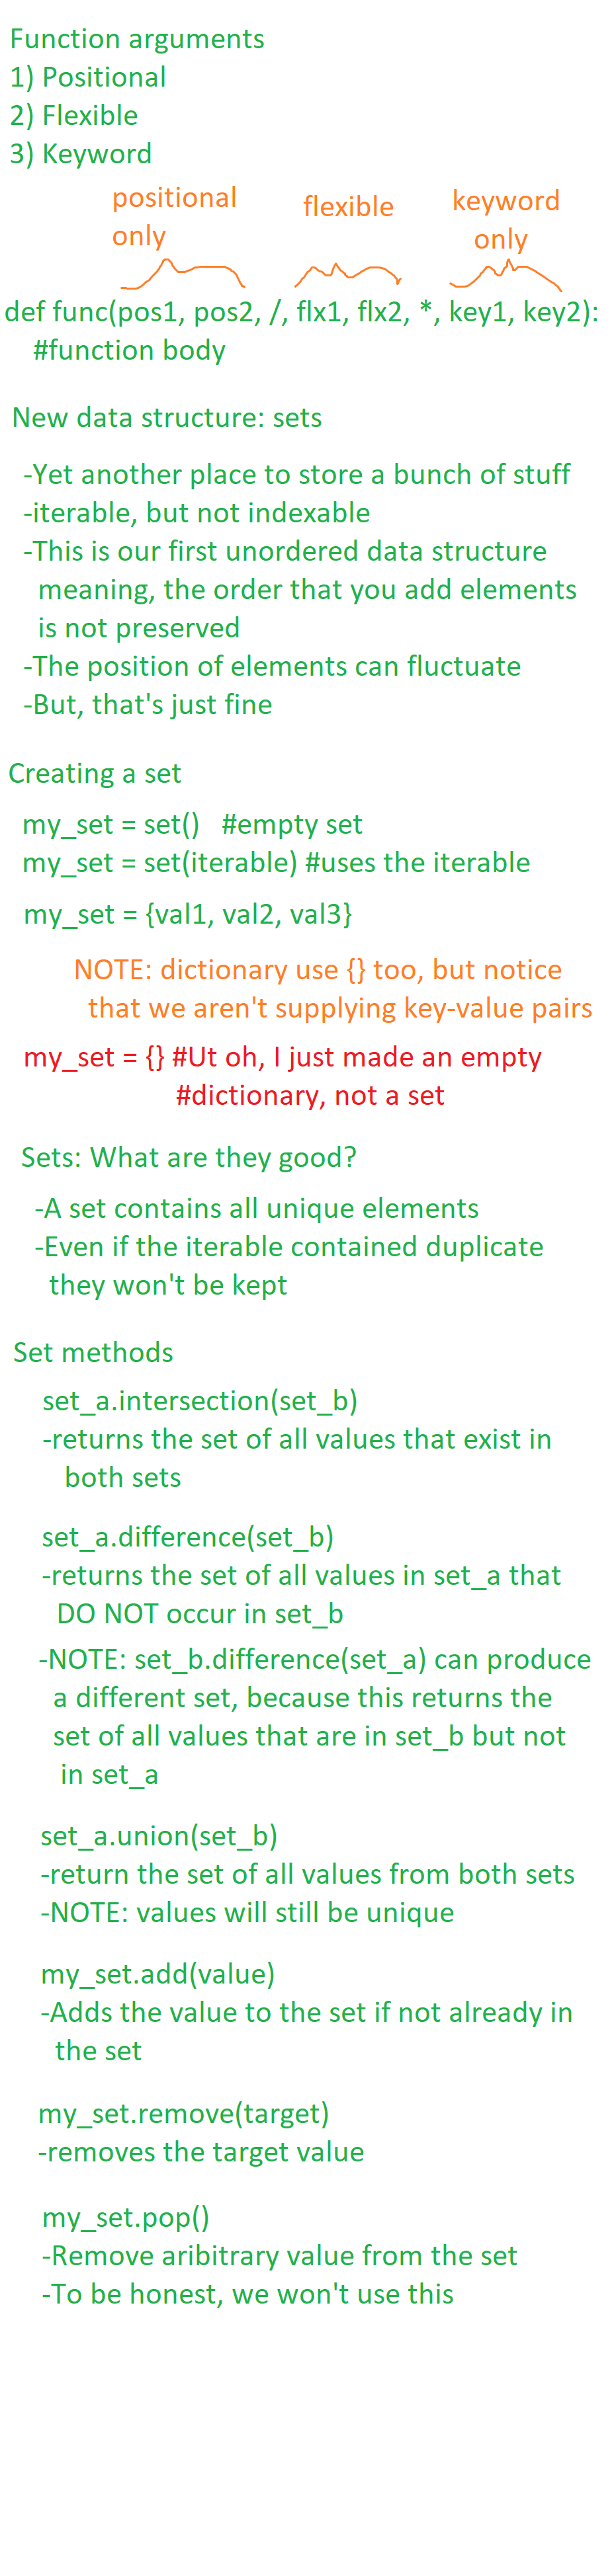 Function arguments
1) Positional
2) Flexible
3) Keyword
positional
only
flexible
keyword
only
def func(pos1, pos2, /, flx1, flx2, *, key1, key2):
#function body
New data structure: sets
-Yet another place to store a bunch of stuff
-iterable, but not indexable
-This is our first unordered data structure
meaning, the order that you add elements
is not preserved
-The position of elements can fluctuate
-But, that's just fine
Creating a set
my_set = set() #empty set
my_set = set(iterable) #uses the iterable
my_set = {val1, val2, val3}
NOTE: dictionary use {} too, but notice
that we aren't supplying key-value pairs
my_set = {} #Ut oh, I just made an empty
#dictionary, not a set
Sets: What are they good?
-A set contains all unique elements
-Even if the iterable contained duplicate
they won't be kept
Set methods
set_a.intersection(set_b)
-returns the set of all values that exist in
both sets
set_a.difference(set_b)
-returns the set of all values in set_a that
DO NOT occur in set_b
-NOTE: set_b.difference(set_a) can produce
a different set, because this returns the
set of all values that are in set_b but not
in set_a
set_a.union(set_b)
-return the set of all values from both sets
-NOTE: values will still be unique
my_set.add(value)
-Adds the value to the set if not already in
the set
my_set.remove(target)
-removes the target value
my_set.pop()
-Remove aribitrary value from the set
-To be honest, we won't use this